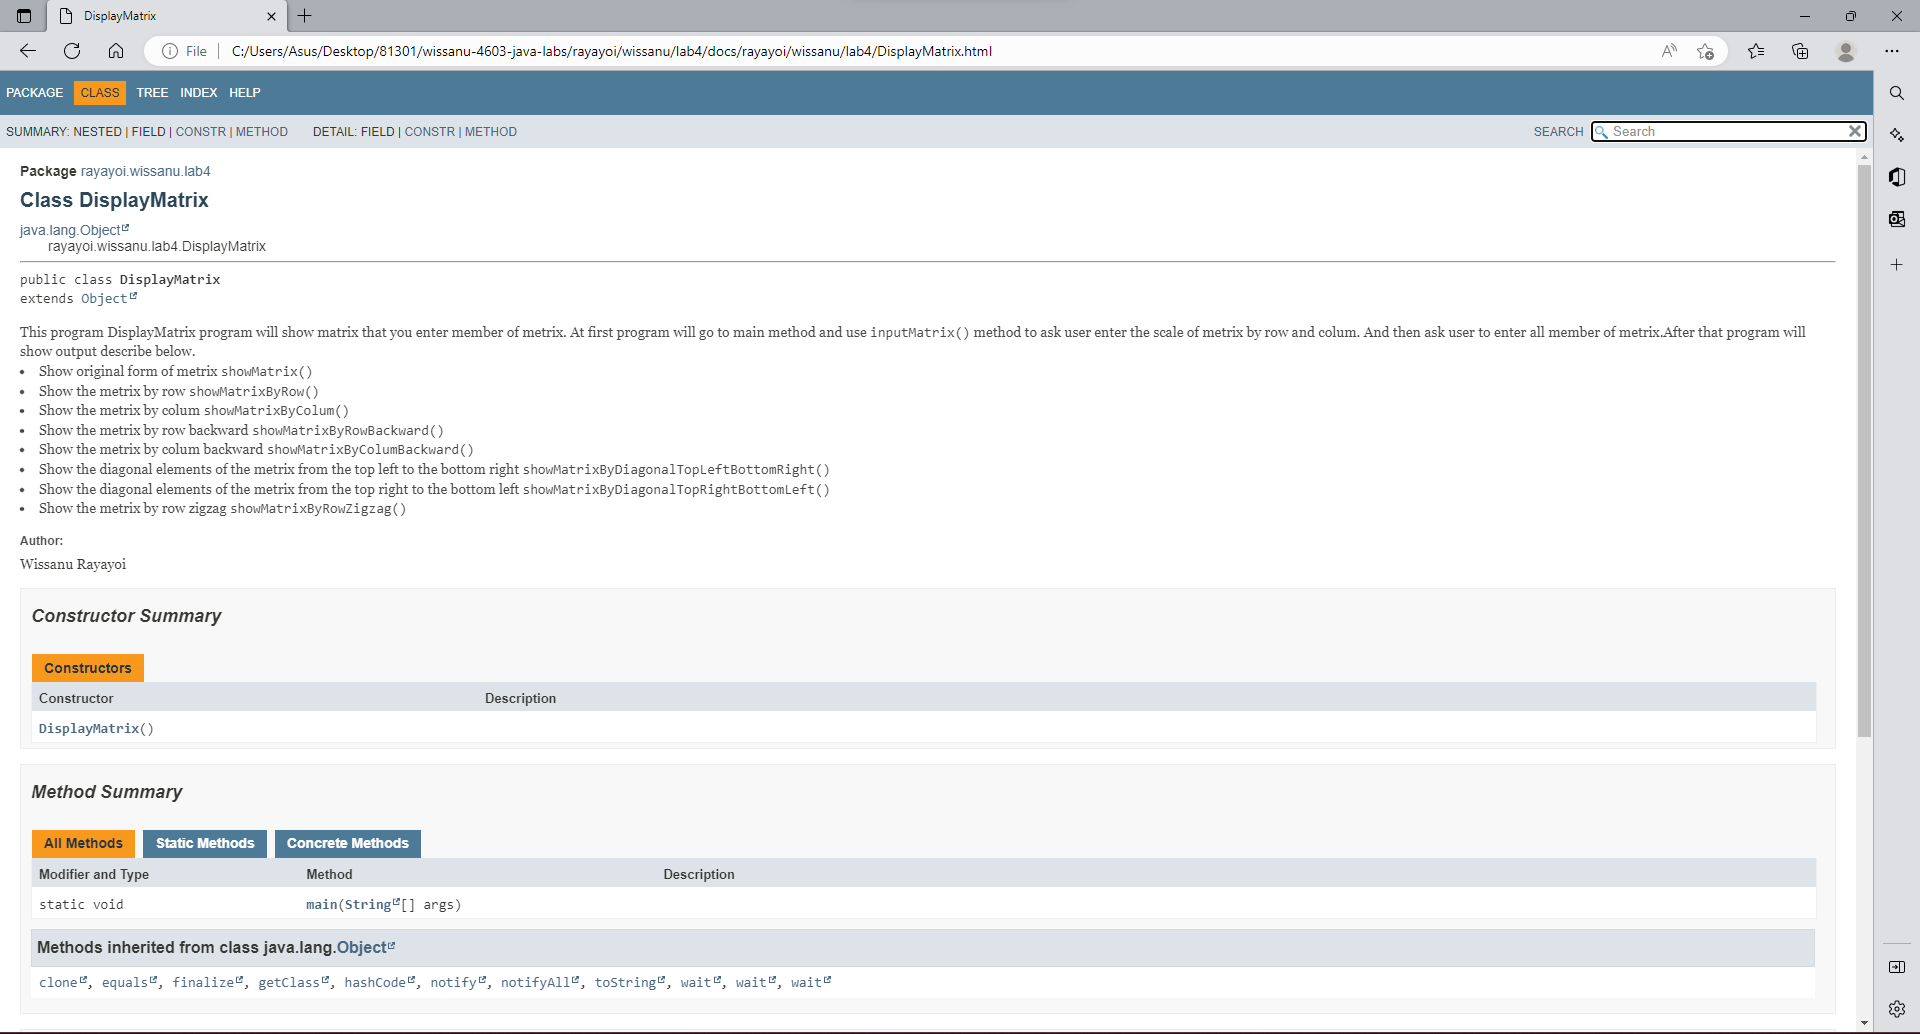 DisplayMatrix
File
C:/Users/Asus/Desktop/81301/wissanu-4603-java-labs/rayayoi/wissanu/lab4/docs/rayayoi/wissanu/lab4/DisplayMatrix.html
PACKAGE CLASS TREE INDEX HELP
SUMMARY: NESTED | FIELD | CONSTR | METHOD DETAIL: FIELD | CONSTR | METHOD SEARCH Search
Package rayayoi.wissanu.lab4
Class DisplayMatrix
java.lang.Object
rayayoi.wissanu.lab4.DisplayMatrix
public class DisplayMatrix
extends Object
This program DisplayMatrix program will show matrix that you enter member of metrix. At first program will go to main method and use inputMatrix() method to ask user enter the scale of metrix by row and colum. And then ask user to enter all member of metrix.After that program will
show output describe below.
• Show original form of metrix showMatrix()
• Show the metrix by row showMatrixByRow()
• Show the metrix by colum showMatrixByColum()
• Show the metrix by row backward showMatrixByRowBackward()
• Show the metrix by colum backward showMatrixByColumBackward()
• Show the diagonal elements of the metrix from the top left to the bottom right showMatrixByDiagonalTopLeftBottomRight()
• Show the diagonal elements of the metrix from the top right to the bottom left showMatrixByDiagonalTopRightBottomLeft()
• Show the metrix by row zigzag showMatrixByRowZigzag()
Author:
Wissanu Rayayoi
Constructor Summary
Constructors
Constructor Description
DisplayMatrix()
Method Summary
All Methods Static Methods Concrete Methods
Modifier and Type Method Description
static void main(String[] args)
Methods inherited from class java.lang.Object
clone, equals, finalize, getClass, hashCode, notify, notifyAll, toString, wait, wait, wait